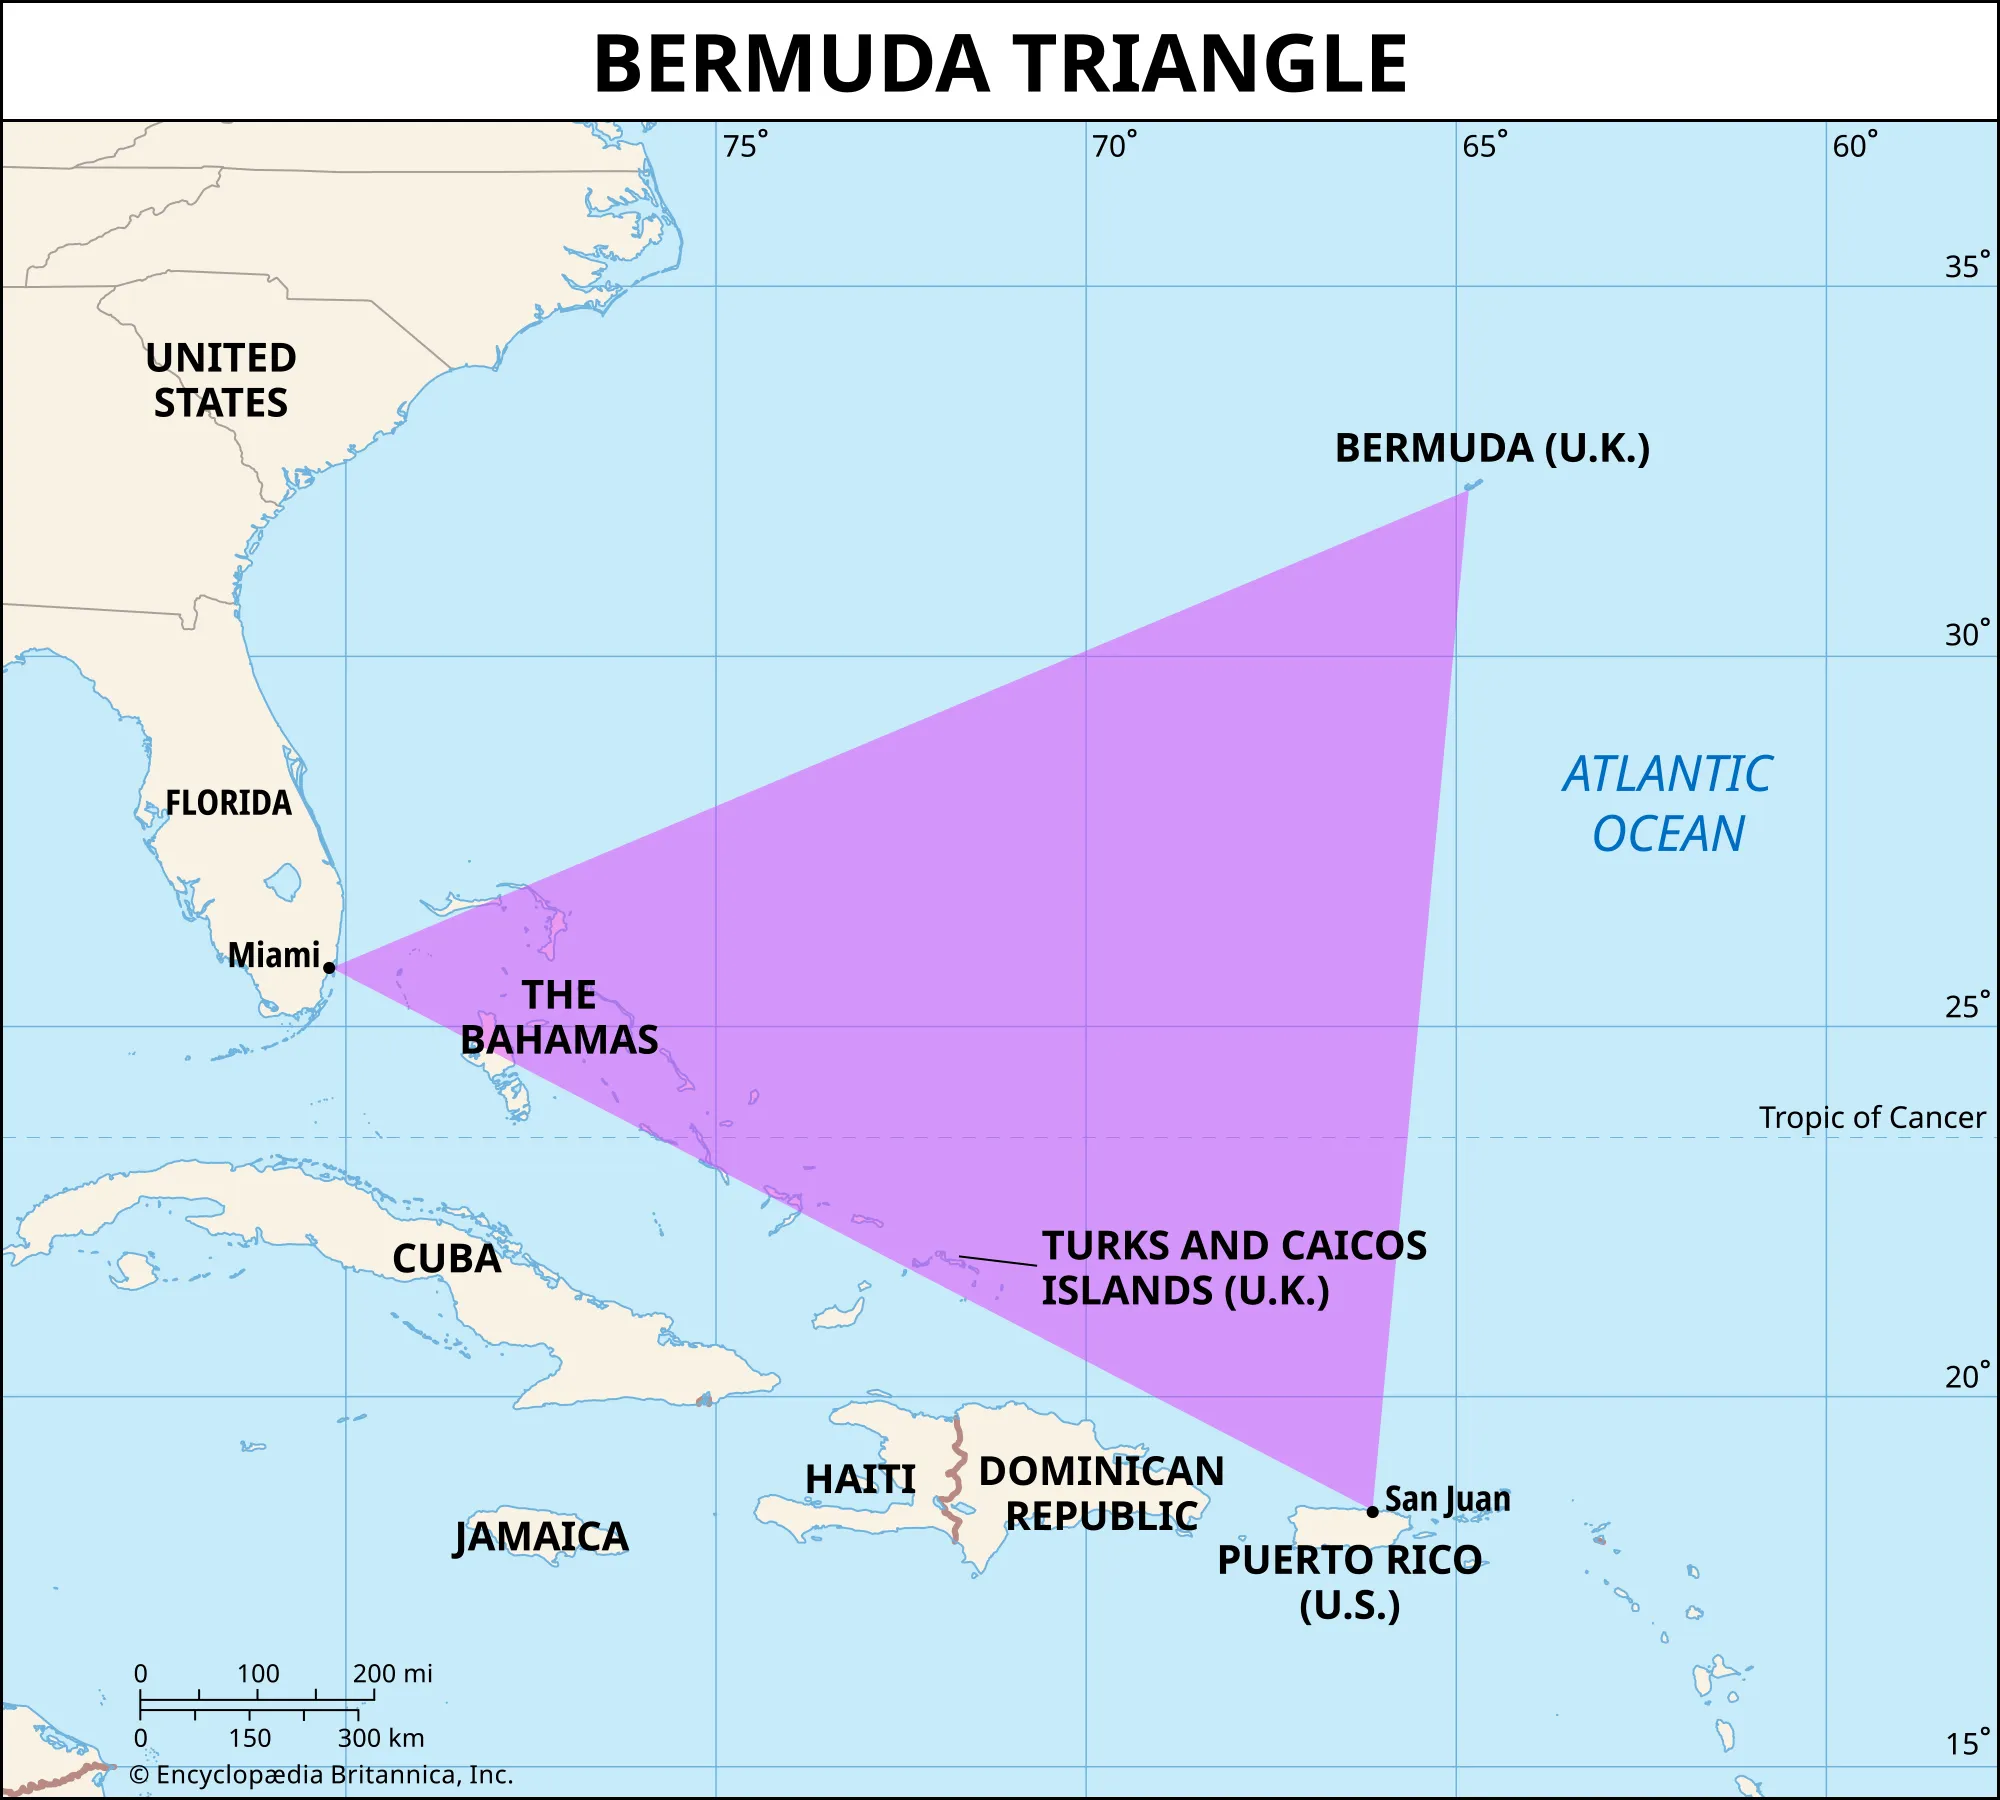 BERMUDA TRIANGLE
75°
70°
65°
60°
35°
UNITED
STATES
BERMUDA (U.K.)
30°
ATLANTIC
OCEAN
FLORIDA
Miami
THE
BAHAMAS
25°
Tropic of Cancer
CUBA
TURKS AND CAICOS
ISLANDS (U.K.)
20°
HAITI
DOMINICAN
REPUBLIC
San Juan
JAMAICA
PUERTO RICO
(U.S.)
0 100 200 mi
0 150 300 km
15°
© Encyclopædia Britannica, Inc.